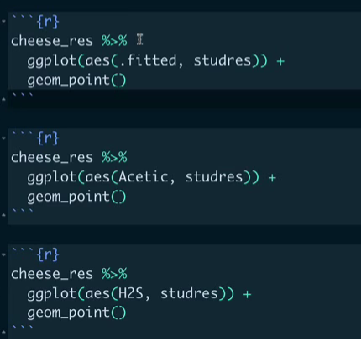 ```{r}
cheese_res %>%
  ggplot(aes(.fitted, studres)) +
  geom_point()
```
```{r}
cheese_res %>%
  ggplot(aes(Acetic, studres)) +
  geom_point()
```
```{r}
cheese_res %>%
  ggplot(aes(H2S, studres)) +
  geom_point()
```